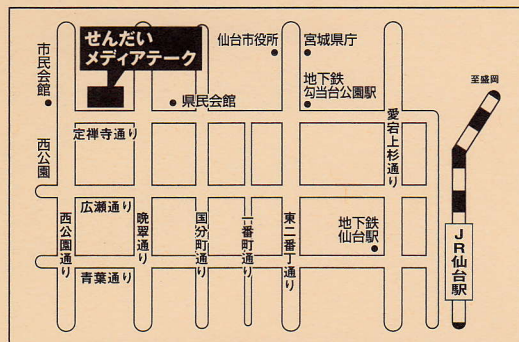 せんだい
メディアテーク
市民会館
仙台市役所
宮城県庁
県民会館
地下鉄
勾当台公園駅
至盛岡
西公園
定禅寺通り
愛宕上杉通り
広瀬通り
西公園通り
晩翠通り
国分町通り
一番町通り
東二番丁通り
地下鉄
仙台駅
青葉通り
JR仙台駅